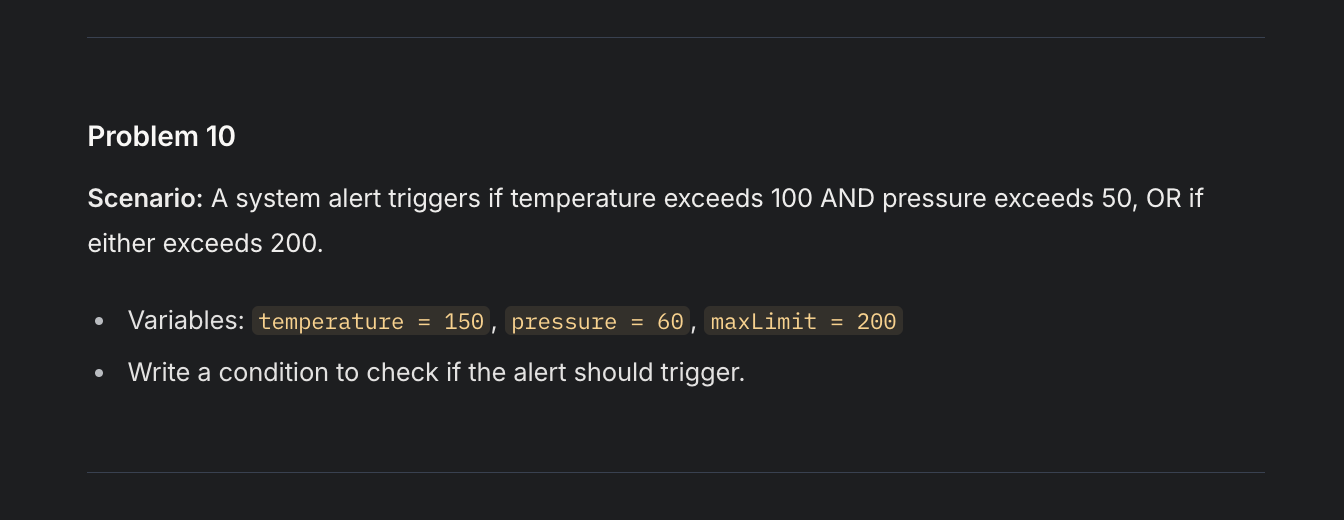 Problem 10
Scenario: A system alert triggers if temperature exceeds 100 AND pressure exceeds 50, OR if
either exceeds 200.
Variables: temperature = 150, pressure = 60, maxLimit = 200
Write a condition to check if the alert should trigger.